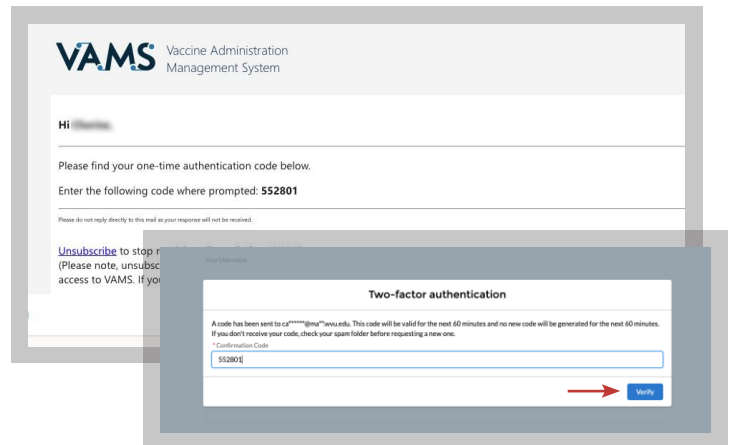 VAMS Vaccine Administration
Management System
Hi
Please find your one-time authentication code below.
Enter the following code where prompted: 552801
Please do not reply directly to this mail as your response will not be received.
Unsubscribe to stop
(Please note, unsubsc
access to VAMS. If yo
Your Username
Two-factor authentication
A code has been sent to ca******@ma**.wvu.edu. This code will be valid for the next 60 minutes and no new code will be generated for the next 60 minutes.
If you don't receive your code, check your spam folder before requesting a new one.
* Confirmation Code
552801
Verify